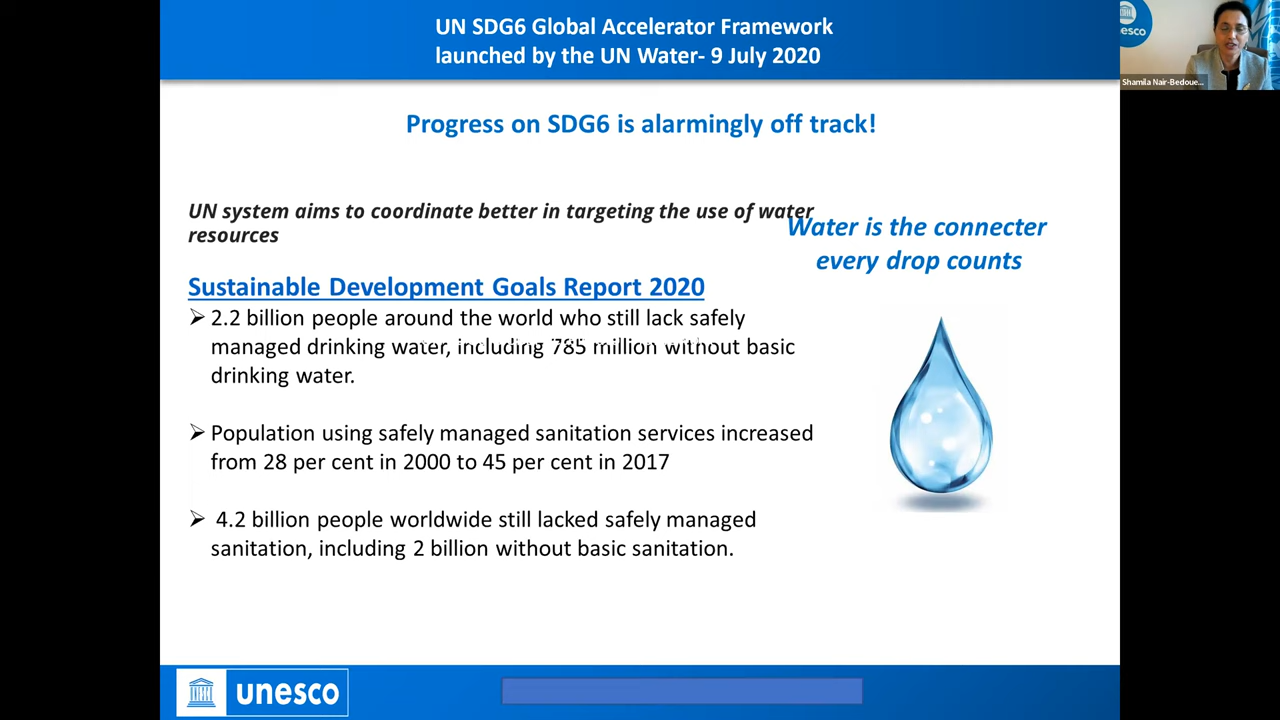 UN SDG6 Global Accelerator Framework
launched by the UN Water- 9 July 2020
esco
Shamila Nair-Bedoue...
Progress on SDG6 is alarmingly off track!
UN system aims to coordinate better in targeting the use of water
resources
Water is the connecter
every drop counts
Sustainable Development Goals Report 2020
➢ 2.2 billion people around the world who still lack safely
managed drinking water, including 785 million without basic
drinking water.
➢ Population using safely managed sanitation services increased
from 28 per cent in 2000 to 45 per cent in 2017
➢ 4.2 billion people worldwide still lacked safely managed
sanitation, including 2 billion without basic sanitation.
unesco